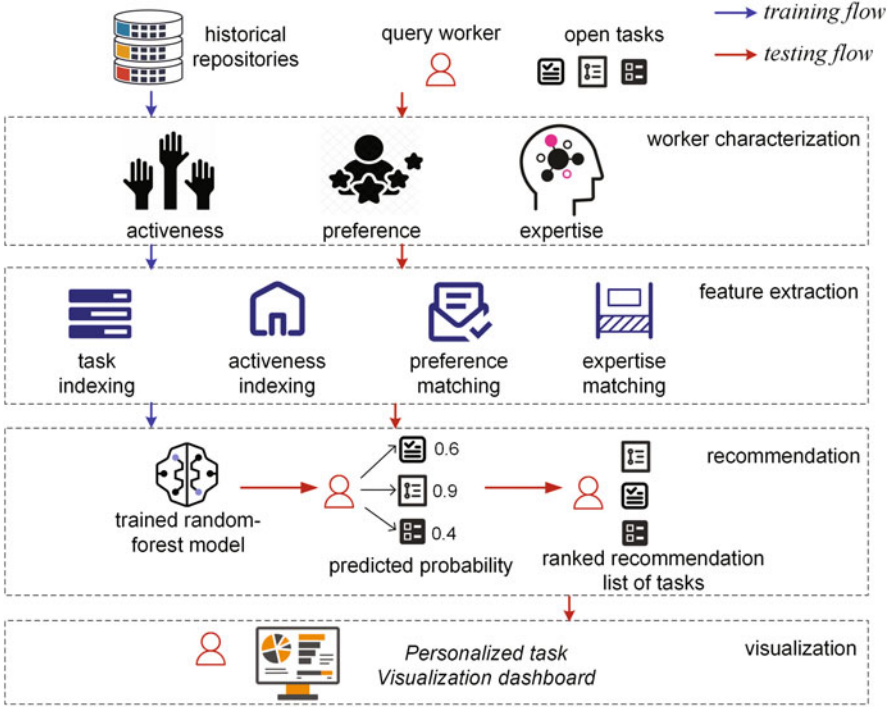 historical
repositories
query worker
open tasks
training flow
testing flow
worker characterization
activeness
preference
expertise
feature extraction
task
indexing
activeness
indexing
preference
matching
expertise
matching
recommendation
0.6
0.9
0.4
trained random-
forest model
predicted probability
ranked recommendation
list of tasks
visualization
Personalized task
Visualization dashboard